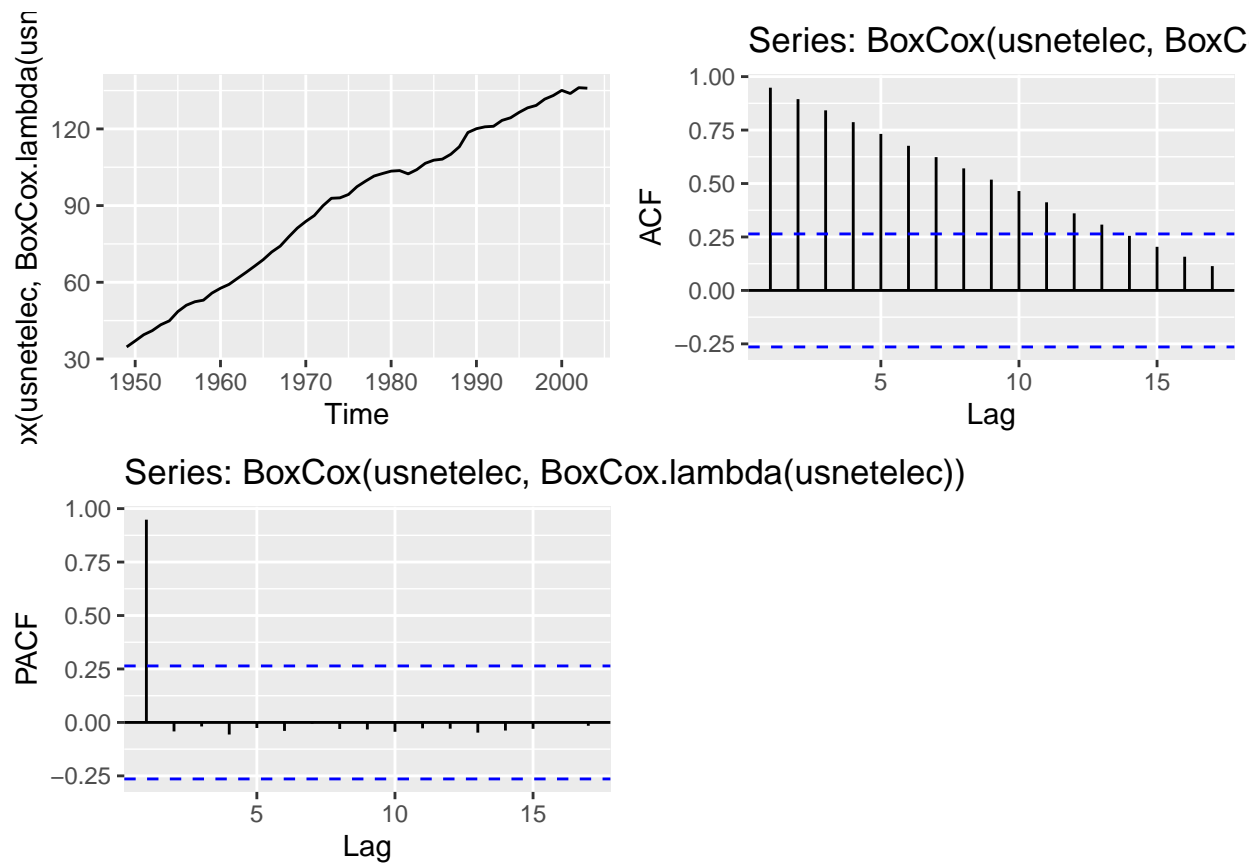 ox(usnetelec, BoxCox.lambda(usn
120
90
60
30
1950 1960 1970 1980 1990 2000
Time
Series: BoxCox(usnetelec, BoxC
ACF
1.00
0.75
0.50
0.25
0.00
−0.25
5 10 15
Lag
Series: BoxCox(usnetelec, BoxCox.lambda(usnetelec))
PACF
1.00
0.75
0.50
0.25
0.00
−0.25
5 10 15
Lag